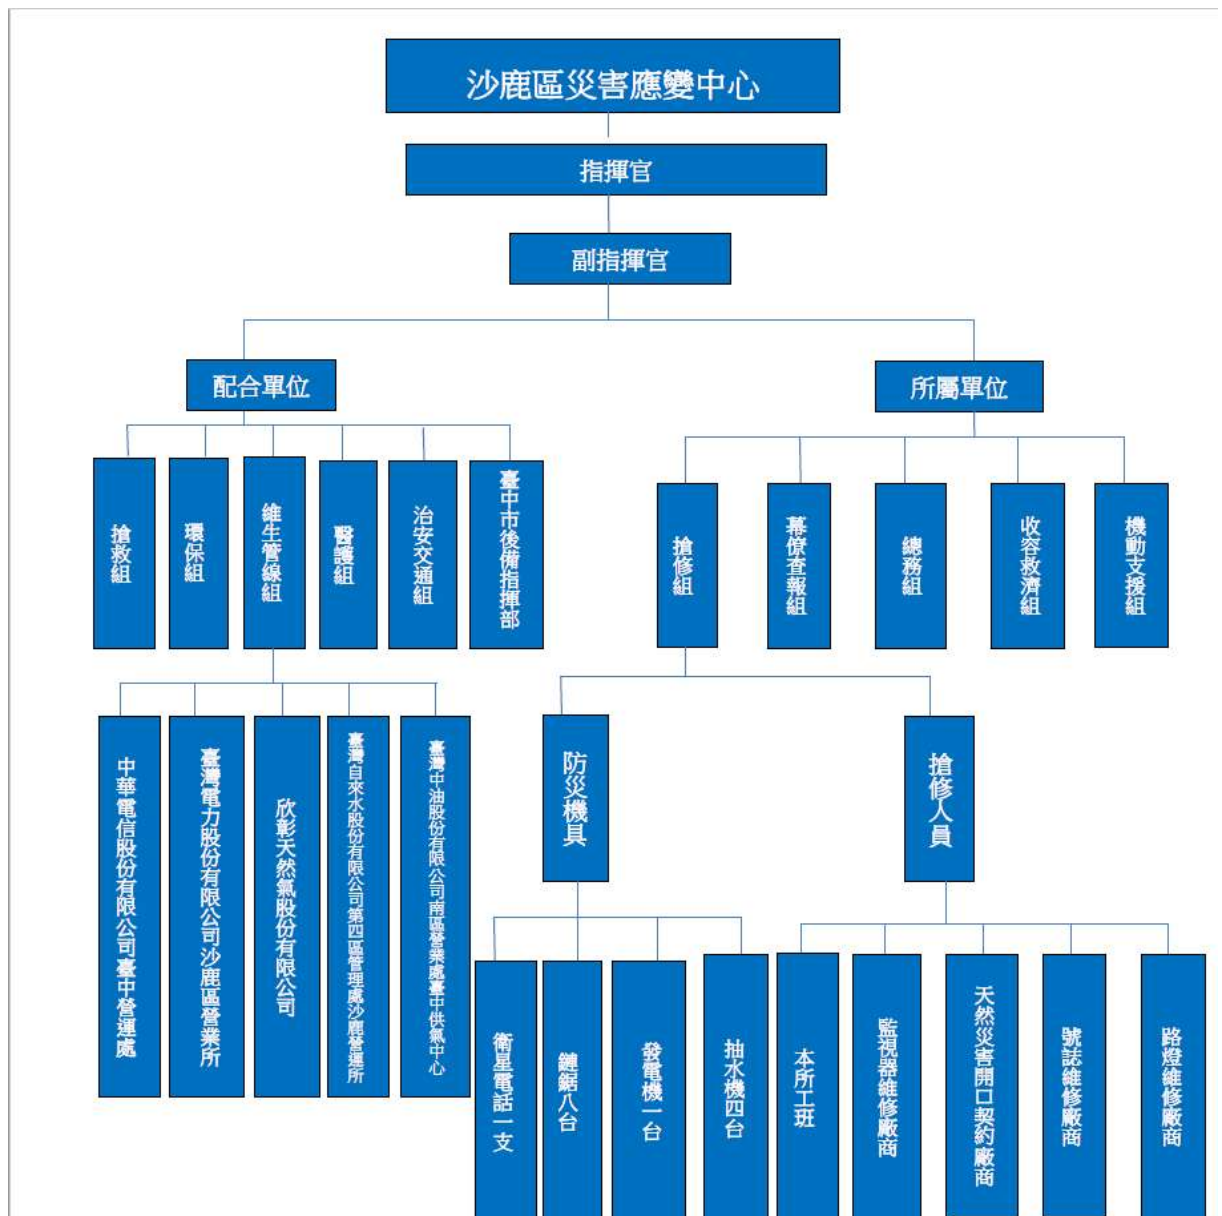 沙鹿區災害應變中心
指揮官
副指揮官
配合單位
所屬單位
搶救組
環保組
維生管線組
醫護組
治安交通組
臺中市後備指揮部
搶修組
幕僚查報組
總務組
收容救濟組
機動支援組
中華電信股份有限公司臺中營運處
臺灣電力股份有限公司沙鹿區營業所
欣彰天然氣股份有限公司
臺灣自來水股份有限公司第四區管理處沙鹿營運所
臺灣中油股份有限公司南區營業處臺中供氣中心
防災機具
搶修人員
衛星電話一支
鏈鋸八台
發電機一台
抽水機四台
本所工班
監視器維修廠商
天然災害開口契約廠商
號誌維修廠商
路燈維修廠商